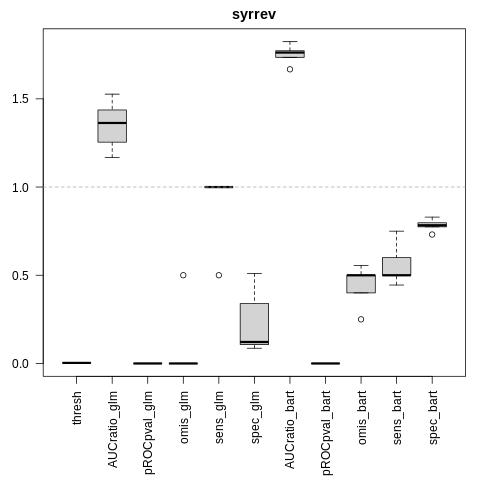 syrrev
1.5
1.0
0.5
0.0
thresh
AUCratio_glm
pROCpval_glm
omis_glm
sens_glm
spec_glm
AUCratio_bart
pROCpval_bart
omis_bart
sens_bart
spec_bart